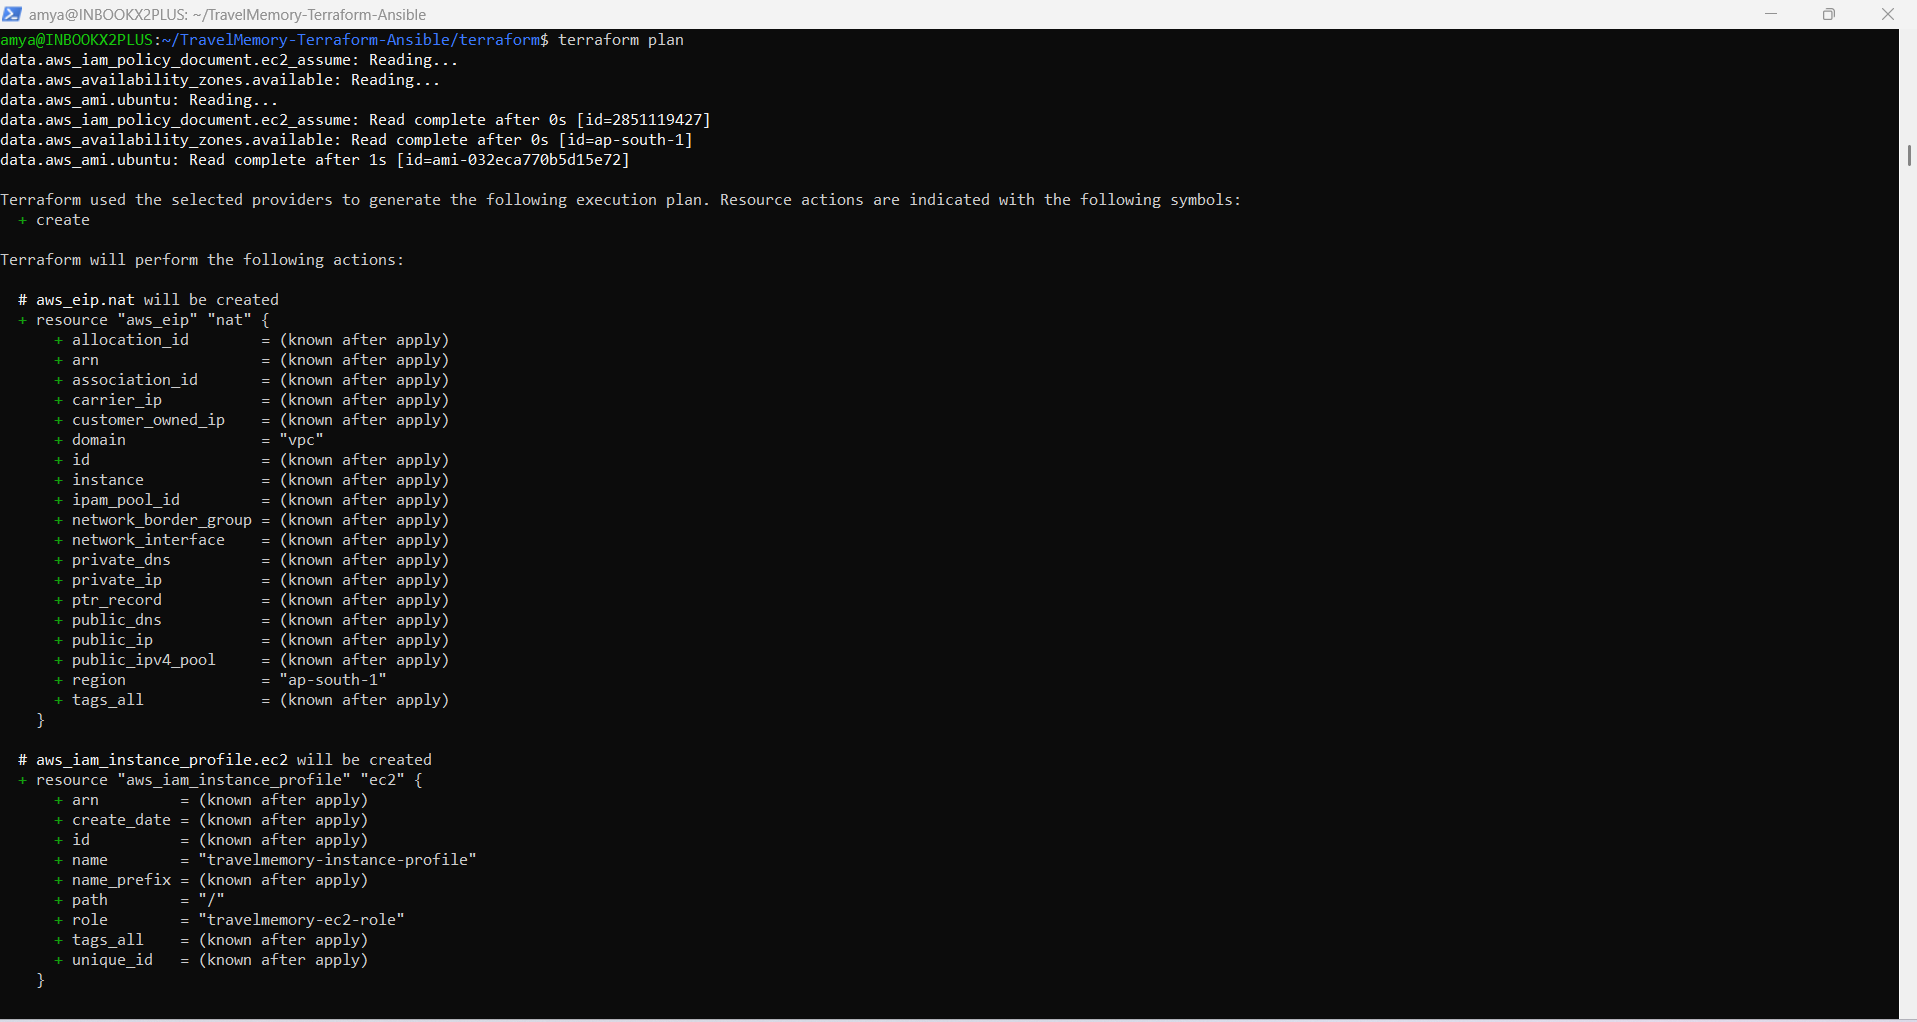 amya@INBOOKX2PLUS: ~/TravelMemory-Terraform-Ansible
amya@INBOOKX2PLUS:~/TravelMemory-Terraform-Ansible/terraform$ terraform plan
data.aws_iam_policy_document.ec2_assume: Reading...
data.aws_availability_zones.available: Reading...
data.aws_ami.ubuntu: Reading...
data.aws_iam_policy_document.ec2_assume: Read complete after 0s [id=2851119427]
data.aws_availability_zones.available: Read complete after 0s [id=ap-south-1]
data.aws_ami.ubuntu: Read complete after 1s [id=ami-032eca770b5d15e72]

Terraform used the selected providers to generate the following execution plan. Resource actions are indicated with the following symbols:
  + create

Terraform will perform the following actions:

  # aws_eip.nat will be created
  + resource "aws_eip" "nat" {
      + allocation_id        = (known after apply)
      + arn                  = (known after apply)
      + association_id       = (known after apply)
      + carrier_ip           = (known after apply)
      + customer_owned_ip    = (known after apply)
      + domain               = "vpc"
      + id                   = (known after apply)
      + instance             = (known after apply)
      + ipam_pool_id         = (known after apply)
      + network_border_group = (known after apply)
      + network_interface    = (known after apply)
      + private_dns          = (known after apply)
      + private_ip           = (known after apply)
      + ptr_record           = (known after apply)
      + public_dns           = (known after apply)
      + public_ip            = (known after apply)
      + public_ipv4_pool     = (known after apply)
      + region               = "ap-south-1"
      + tags_all             = (known after apply)
    }

  # aws_iam_instance_profile.ec2 will be created
  + resource "aws_iam_instance_profile" "ec2" {
      + arn         = (known after apply)
      + create_date = (known after apply)
      + id          = (known after apply)
      + name        = "travelmemory-instance-profile"
      + name_prefix = (known after apply)
      + path        = "/"
      + role        = "travelmemory-ec2-role"
      + tags_all    = (known after apply)
      + unique_id   = (known after apply)
    }